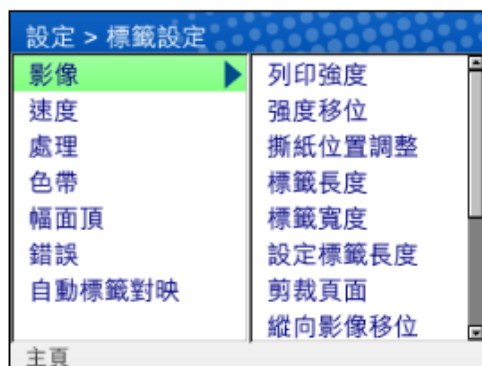 設定 > 標籤設定
影像
速度
處理
色帶
幅面頂
錯誤
自動標籤對映
列印強度
强度移位
撕紙位置調整
標籤長度
標籤寬度
設定標籤長度
剪裁頁面
縱向影像移位
主頁